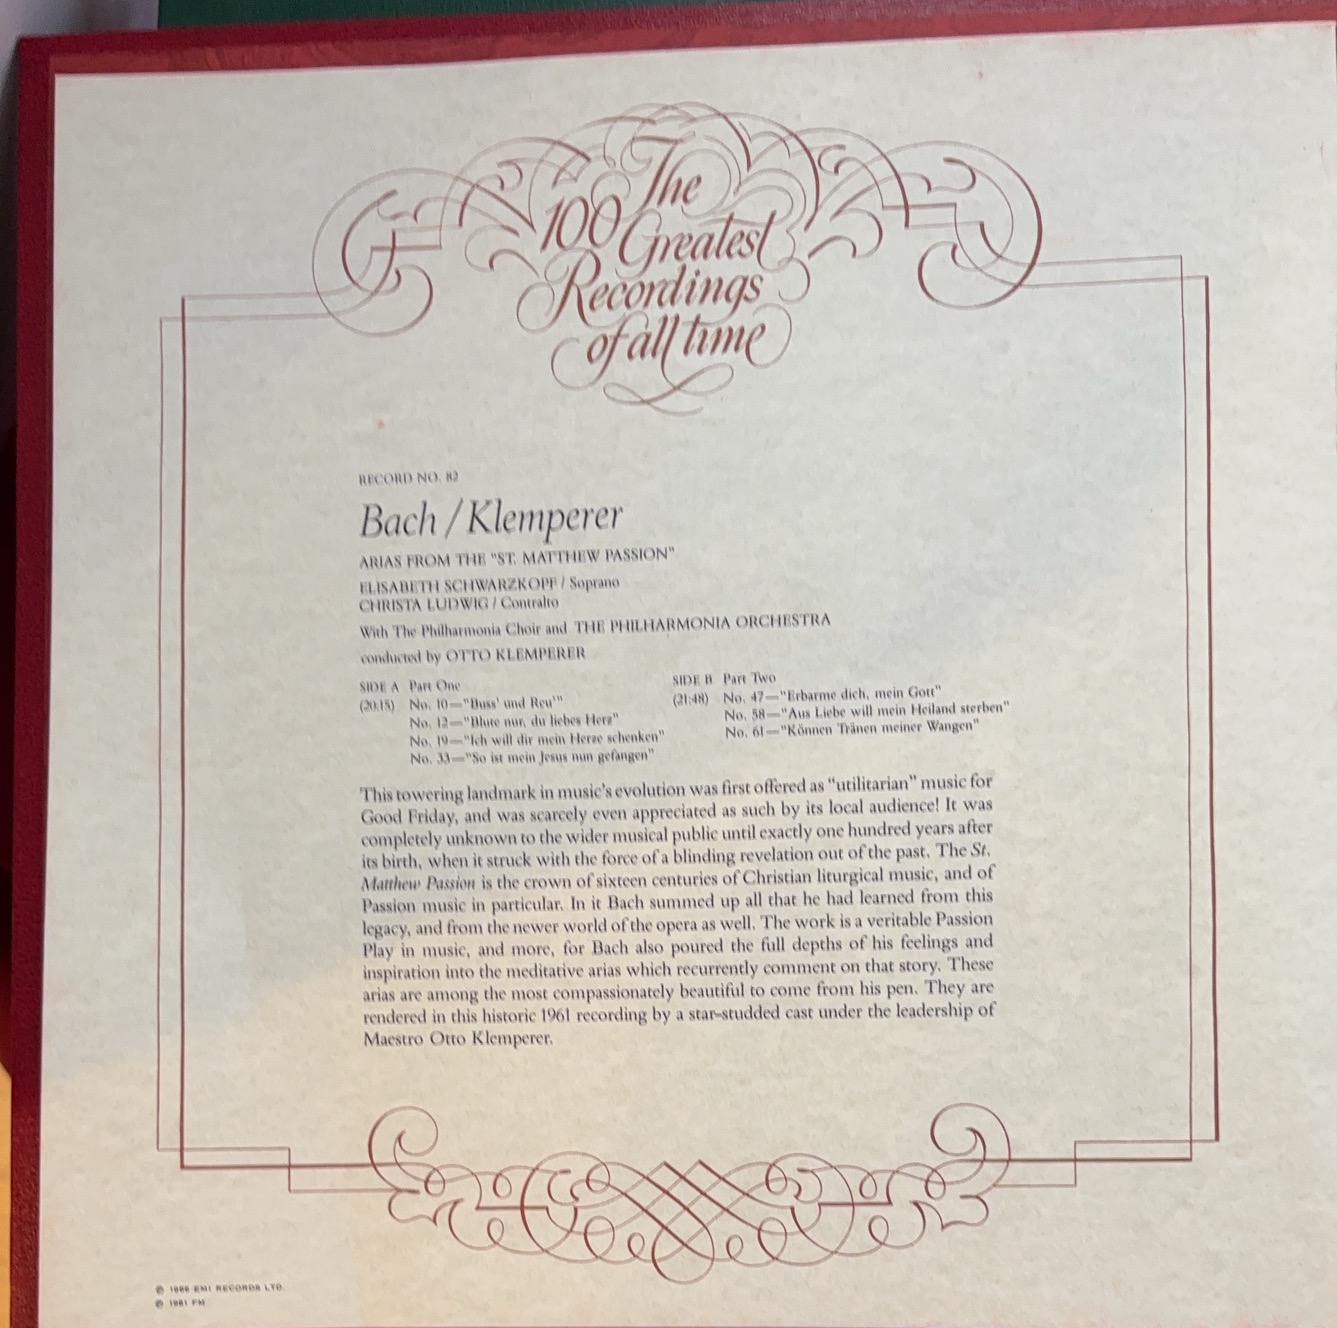 The
100 Greatest
Recordings
of all time
RECORD NO. 82
Bach / Klemperer
ARIAS FROM THE "ST. MATTHEW PASSION"
ELISABETH SCHWARZKOPF / Soprano
CHRISTA LUDWIG / Contralto
With The Philharmonia Choir and THE PHILHARMONIA ORCHESTRA
conducted by OTTO KLEMPERER
SIDE A Part One
(20:15) No. 10—"Buss' und Reu'"
No. 12—"Blute nur, du liebes Herz"
No. 19—"Ich will dir mein Herze schenken"
No. 33—"So ist mein Jesus nun gefangen"
SIDE B Part Two
(21:48) No. 47—"Erbarme dich, mein Gott"
No. 58—"Aus Liebe will mein Heiland sterben"
No. 61—"Können Tränen meiner Wangen"
This towering landmark in music's evolution was first offered as "utilitarian" music for
Good Friday, and was scarcely even appreciated as such by its local audience! It was
completely unknown to the wider musical public until exactly one hundred years after
its birth, when it struck with the force of a blinding revelation out of the past. The St.
Matthew Passion is the crown of sixteen centuries of Christian liturgical music, and of
Passion music in particular. In it Bach summed up all that he had learned from this
legacy, and from the newer world of the opera as well. The work is a veritable Passion
Play in music, and more, for Bach also poured the full depths of his feelings and
inspiration into the meditative arias which recurrently comment on that story. These
arias are among the most compassionately beautiful to come from his pen. They are
rendered in this historic 1961 recording by a star-studded cast under the leadership of
Maestro Otto Klemperer.
EMI RECORDS LTD.
1981 FM